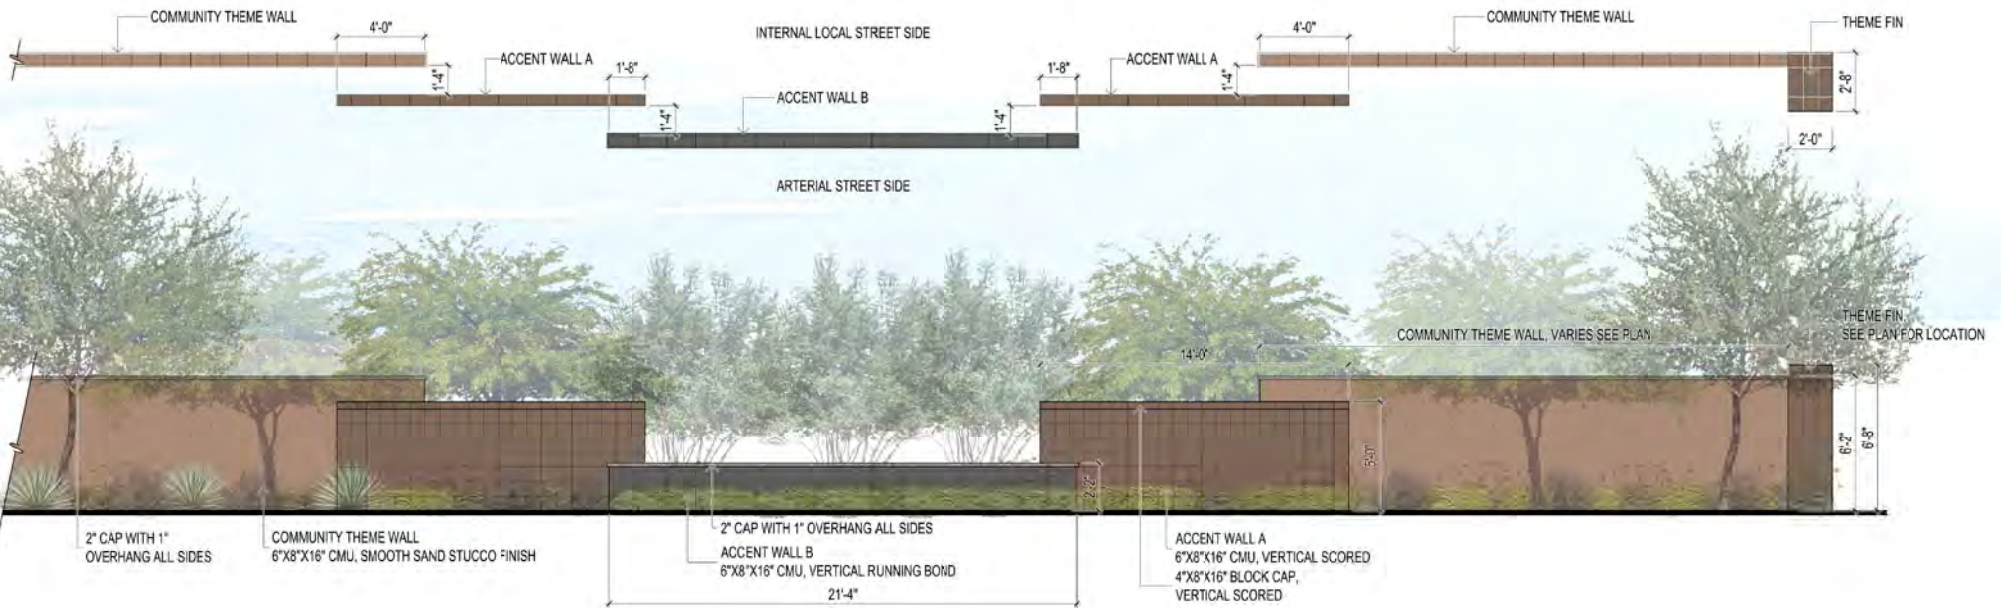 COMMUNITY THEME WALL
4'-0"
INTERNAL LOCAL STREET SIDE
4'-0"
COMMUNITY THEME WALL
THEME FIN
1'-4"
ACCENT WALL A
1'-8"
1'-8"
ACCENT WALL A
1'-4"
2'-8"
ACCENT WALL B
1'-4"
1'-4"
2'-0"
ARTERIAL STREET SIDE
THEME FIN
SEE PLAN FOR LOCATION
COMMUNITY THEME WALL, VARIES SEE PLAN
14'-0"
5'-0"
6'-2"
6'-8"
2'-2"
2" CAP WITH 1"
OVERHANG ALL SIDES
COMMUNITY THEME WALL
6"X8"X16" CMU, SMOOTH SAND STUCCO FINISH
2" CAP WITH 1" OVERHANG ALL SIDES
ACCENT WALL B
6"X8"X16" CMU, VERTICAL RUNNING BOND
21'-4"
ACCENT WALL A
6"X8"X16" CMU, VERTICAL SCORED
4"X8"X16" BLOCK CAP,
VERTICAL SCORED